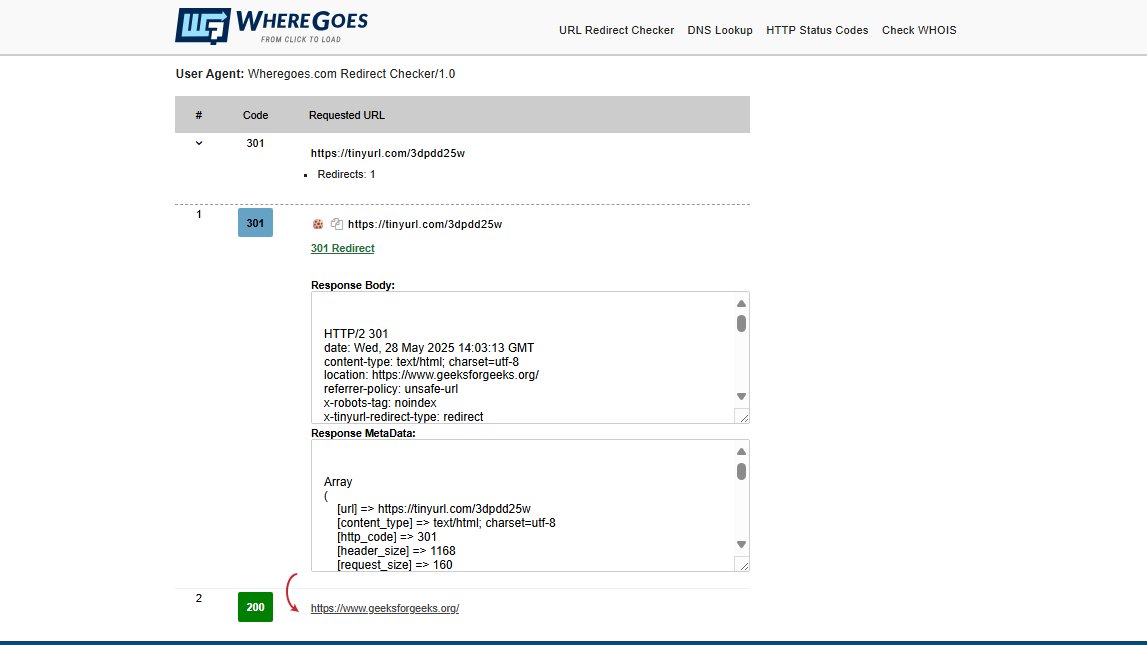 WG WHEREGOES
FROM CLICK TO LOAD
URL Redirect Checker DNS Lookup HTTP Status Codes Check WHOIS
User Agent: Wheregoes.com Redirect Checker/1.0
# Code Requested URL
301
https://tinyurl.com/3dpdd25w
Redirects: 1
1 301 https://tinyurl.com/3dpdd25w
301 Redirect
Response Body:
HTTP/2 301
date: Wed, 28 May 2025 14:03:13 GMT
content-type: text/html; charset=utf-8
location: https://www.geeksforgeeks.org/
referrer-policy: unsafe-url
x-robots-tag: noindex
x-tinyurl-redirect-type: redirect
Response MetaData:
Array
(
[url] => https://tinyurl.com/3dpdd25w
[content_type] => text/html; charset=utf-8
[http_code] => 301
[header_size] => 1168
[request_size] => 160
2 200 https://www.geeksforgeeks.org/